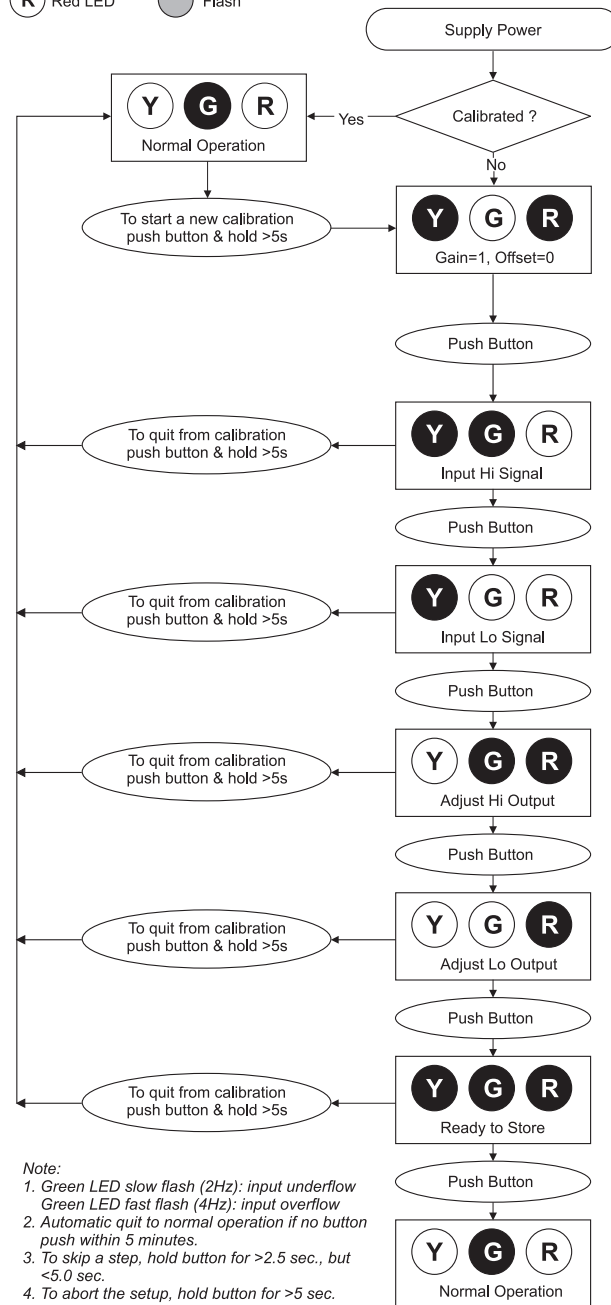 R Red LED
Flash
Supply Power
Calibrated ?
Yes
No
Y G R
Normal Operation
To start a new calibration
push button & hold >5s
Y G R
Gain=1, Offset=0
Push Button
Y G R
Input Hi Signal
To quit from calibration
push button & hold >5s
Push Button
Y G R
Input Lo Signal
To quit from calibration
push button & hold >5s
Push Button
Y G R
Adjust Hi Output
To quit from calibration
push button & hold >5s
Push Button
Y G R
Adjust Lo Output
To quit from calibration
push button & hold >5s
Push Button
Y G R
Ready to Store
To quit from calibration
push button & hold >5s
Push Button
Y G R
Normal Operation
Note:
1. Green LED slow flash (2Hz): input underflow
Green LED fast flash (4Hz): input overflow
2. Automatic quit to normal operation if no button
push within 5 minutes.
3. To skip a step, hold button for >2.5 sec., but
<5.0 sec.
4. To abort the setup, hold button for >5 sec.